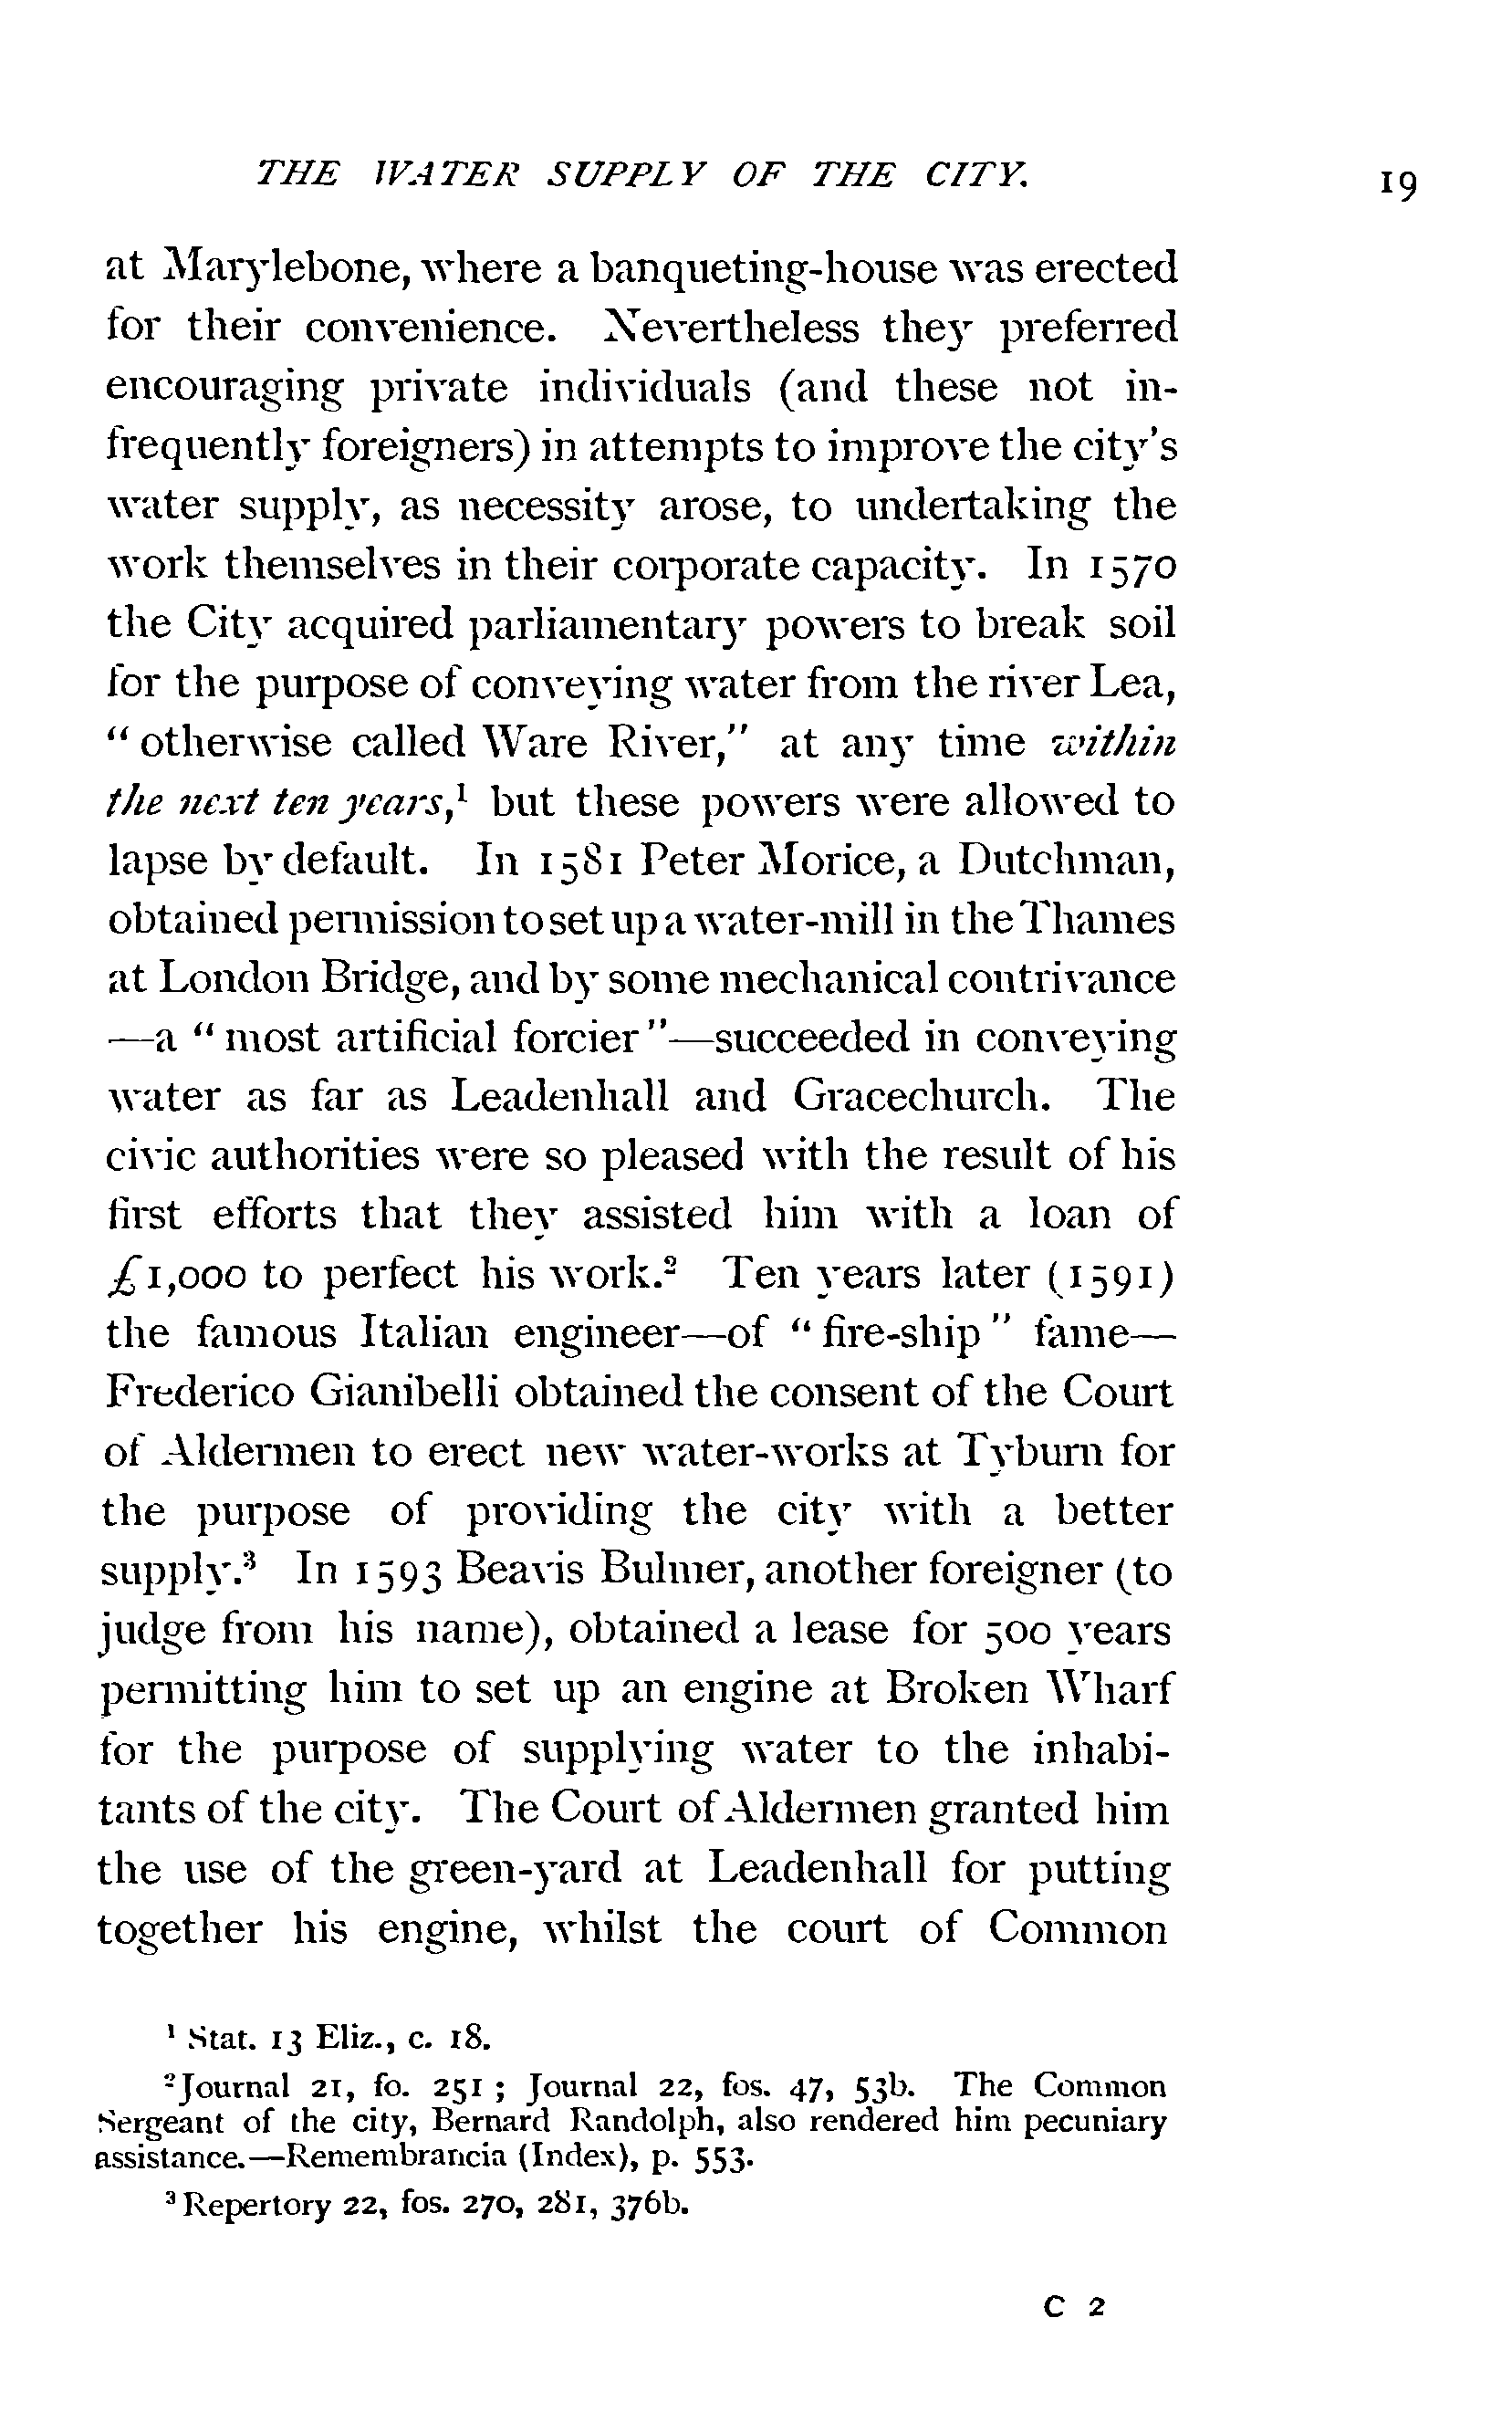 THE WATER SUPPLY OF THE CITY. 19
at Marylebone, where a banqueting-house was erected
for their convenience. Nevertheless they preferred
encouraging private individuals (and these not in-
frequently foreigners) in attempts to improve the city's
water supply, as necessity arose, to undertaking the
work themselves in their corporate capacity. In 1570
the City acquired parliamentary powers to break soil
for the purpose of conveying water from the river Lea,
“ otherwise called Ware River,” at any time within
the next ten years,¹ but these powers were allowed to
lapse by default. In 1581 Peter Morice, a Dutchman,
obtained permission to set up a water-mill in the Thames
at London Bridge, and by some mechanical contrivance
—a “ most artificial forcier ”—succeeded in conveying
water as far as Leadenhall and Gracechurch. The
civic authorities were so pleased with the result of his
first efforts that they assisted him with a loan of
£1,000 to perfect his work.² Ten years later (1591)
the famous Italian engineer—of “ fire-ship ” fame—
Frederico Gianibelli obtained the consent of the Court
of Aldermen to erect new water-works at Tyburn for
the purpose of providing the city with a better
supply.³ In 1593 Beavis Bulmer, another foreigner (to
judge from his name), obtained a lease for 500 years
permitting him to set up an engine at Broken Wharf
for the purpose of supplying water to the inhabi-
tants of the city. The Court of Aldermen granted him
the use of the green-yard at Leadenhall for putting
together his engine, whilst the court of Common
¹ Stat. 13 Eliz., c. 18.
² Journal 21, fo. 251 ; Journal 22, fos. 47, 53b. The Common
Sergeant of the city, Bernard Randolph, also rendered him pecuniary
assistance.—Remembrancia (Index), p. 553.
³ Repertory 22, fos. 270, 281, 376b.
C 2